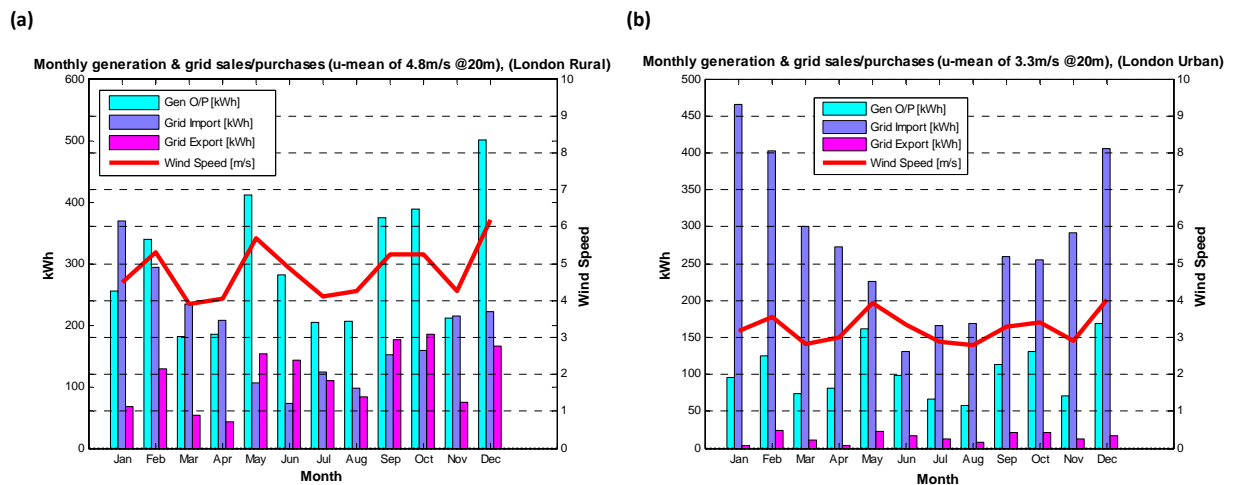 (a)
Monthly generation & grid sales/purchases (u-mean of 4.8m/s @20m), (London Rural)
600
500
400
300
200
100
0
kWh
Gen O/P [kWh]
Grid Import [kWh]
Grid Export [kWh]
Wind Speed [m/s]
10
9
8
7
6
5
4
3
2
1
0
Wind Speed
Jan Feb Mar Apr May Jun Jul Aug Sep Oct Nov Dec
Month
(b)
Monthly generation & grid sales/purchases (u-mean of 3.3m/s @20m), (London Urban)
500
450
400
350
300
250
200
150
100
50
0
kWh
Gen O/P [kWh]
Grid Import [kWh]
Grid Export [kWh]
Wind Speed [m/s]
10
9
8
7
6
5
4
3
2
1
0
Wind Speed
Jan Feb Mar Apr May Jun Jul Aug Sep Oct Nov Dec
Month